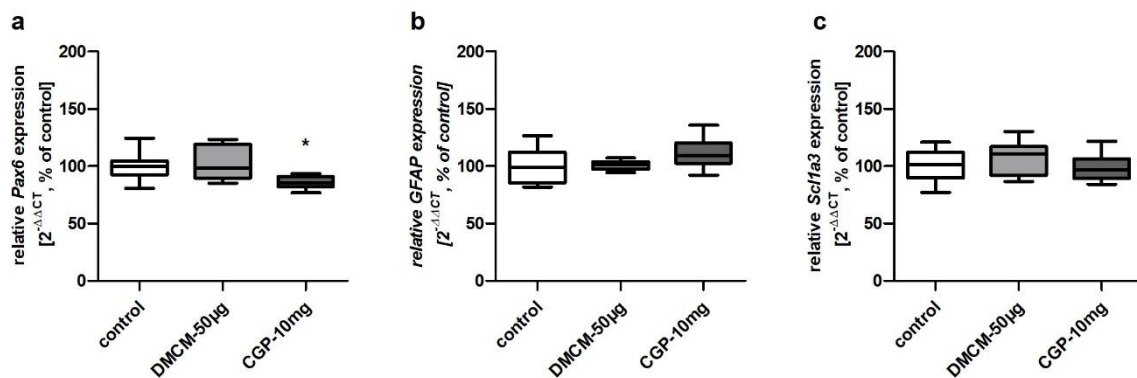 a
relative Pax6 expression
[2-ΔΔCT, % of control]
200
150
100
50
0
*
control
DMCM-50µg
CGP-10mg
b
relative GFAP expression
[2-ΔΔCT, % of control]
200
150
100
50
0
control
DMCM-50µg
CGP-10mg
c
relative Scl1a3 expression
[2-ΔΔCT, % of control]
200
150
100
50
0
control
DMCM-50µg
CGP-10mg